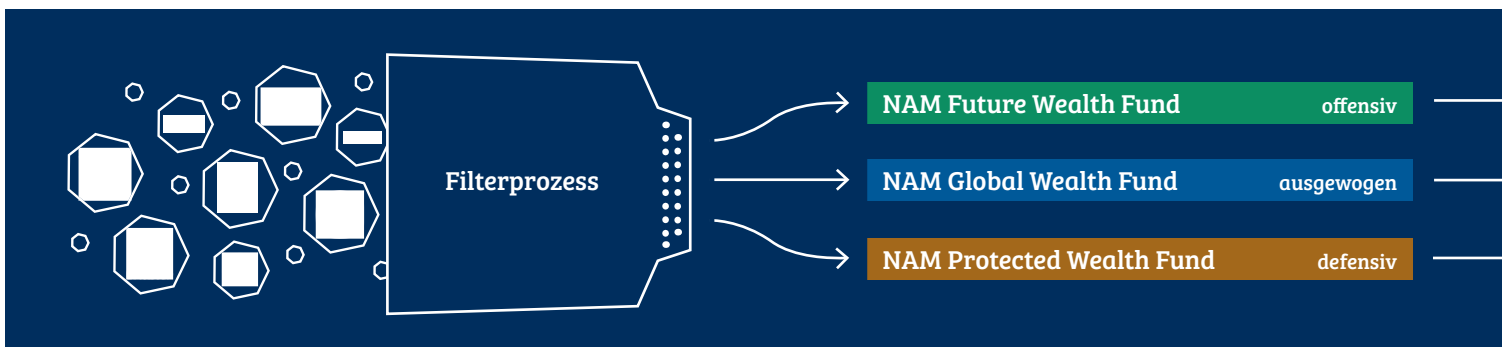 Filterprozess
NAM Future Wealth Fund offensiv
NAM Global Wealth Fund ausgewogen
NAM Protected Wealth Fund defensiv